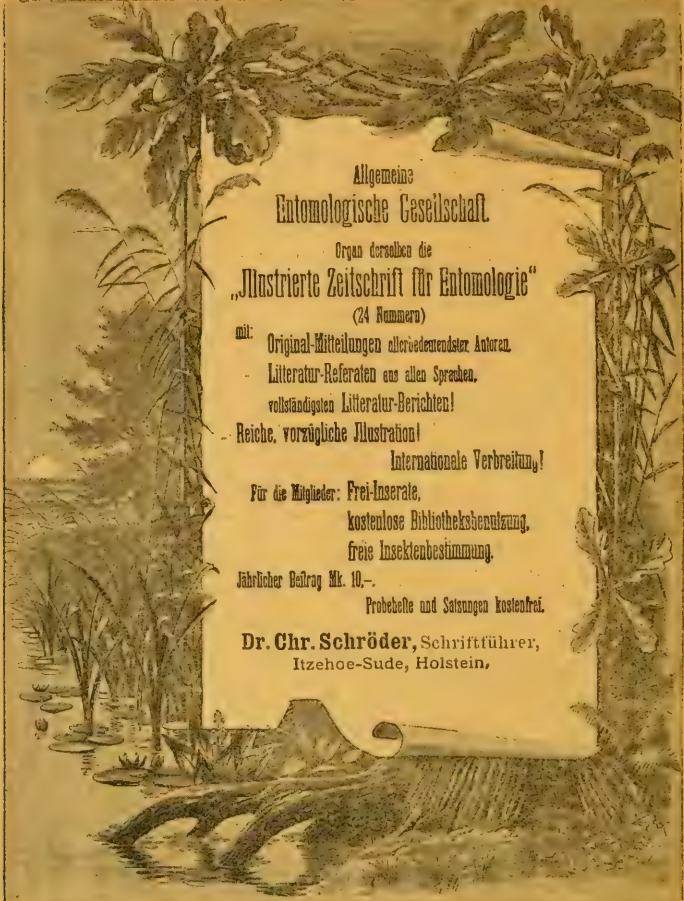 Allgemeine
Entomologische Gesellschaft.
Organ derselben die
„Illustrierte Zeitschrift für Entomologie“
(24 Nummern)
mit:
Original-Mitteilungen allerbedeutendster Autoren,
Litteratur-Referaten aus allen Sprachen,
vollständigsten Litteratur-Berichten!
Reiche, vorzügliche Illustration!
Internationale Verbreitung!
Für die Mitglieder: Frei-Inserate,
kostenlose Bibliotheksbenutzung,
freie Insektenbestimmung.
Jährlicher Beitrag Mk. 10,–.
Probehefte und Satzungen kostenfrei.
Dr. Chr. Schröder, Schriftführer,
Itzehoe-Sude, Holstein,